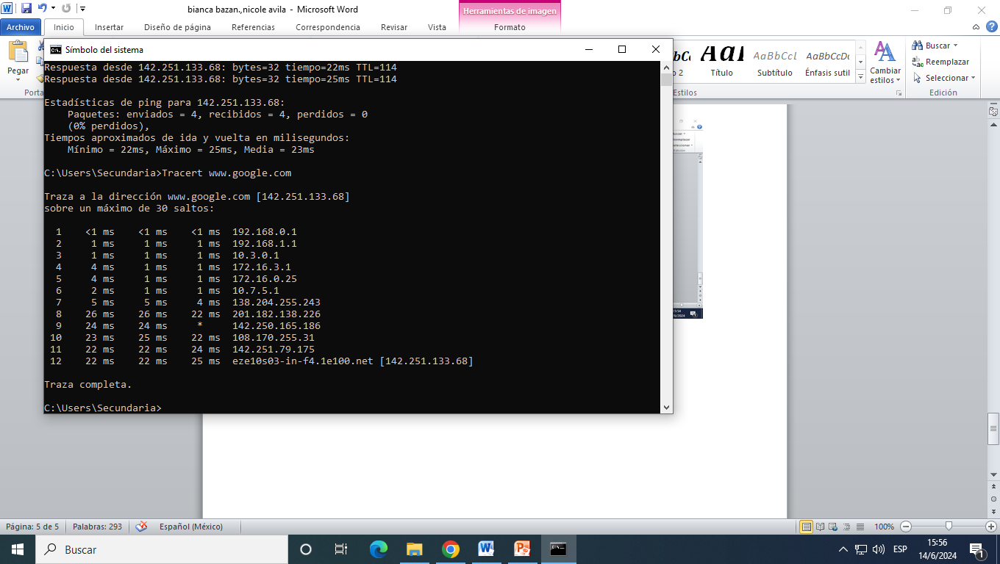 bianca bazan.,nicole avila - Microsoft Word
Herramientas de imagen
Archivo Inicio Insertar Diseño de página Referencias Correspondencia Revisar Vista Formato
Símbolo del sistema
Pegar
Título
Subtítulo
Énfasis sutil
Cambiar
estilos
Estilos
Buscar
Reemplazar
Seleccionar
Edición
Respuesta desde 142.251.133.68: bytes=32 tiempo=22ms TTL=114
Respuesta desde 142.251.133.68: bytes=32 tiempo=25ms TTL=114
Estadísticas de ping para 142.251.133.68:
Paquetes: enviados = 4, recibidos = 4, perdidos = 0
(0% perdidos),
Tiempos aproximados de ida y vuelta en milisegundos:
Mínimo = 22ms, Máximo = 25ms, Media = 23ms
C:\Users\Secundaria>Tracert www.google.com
Traza a la dirección www.google.com [142.251.133.68]
sobre un máximo de 30 saltos:
1 <1 ms <1 ms <1 ms 192.168.0.1
2 1 ms 1 ms 1 ms 192.168.1.1
3 1 ms 1 ms 1 ms 10.3.0.1
4 4 ms 1 ms 1 ms 172.16.3.1
5 4 ms 1 ms 1 ms 172.16.0.25
6 2 ms 1 ms 1 ms 10.7.5.1
7 5 ms 5 ms 4 ms 138.204.255.243
8 26 ms 26 ms 22 ms 201.182.138.226
9 24 ms 24 ms * 142.250.165.186
10 23 ms 25 ms 22 ms 108.170.255.31
11 22 ms 22 ms 24 ms 142.251.79.175
12 22 ms 22 ms 25 ms eze10s03-in-f4.1e100.net [142.251.133.68]
Traza completa.
C:\Users\Secundaria>
Página: 5 de 5 Palabras: 293 Español (México) 100%
Buscar
ESP
15:56
14/6/2024
1